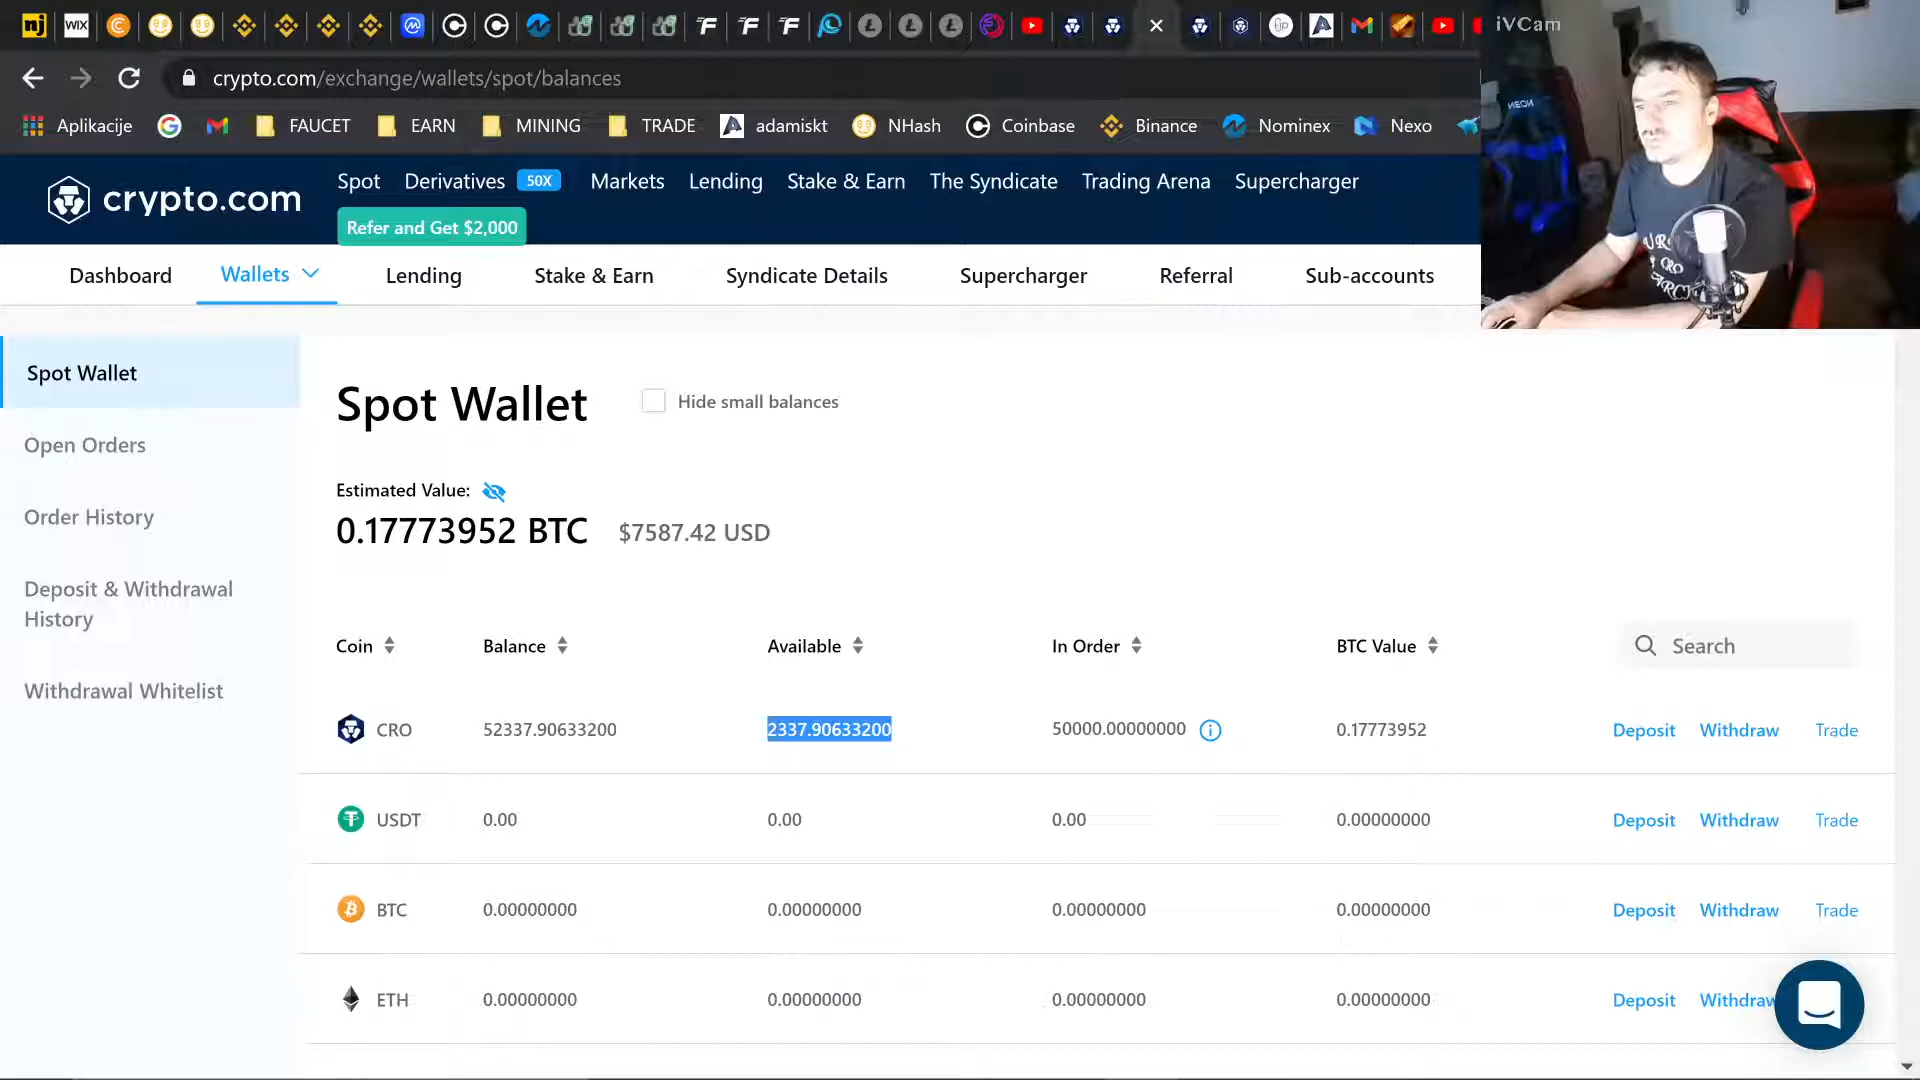 iVCam
crypto.com/exchange/wallets/spot/balances
Aplikacije FAUCET EARN MINING TRADE adamiskt NHash Coinbase Binance Nominex Nexo
NEON
crypto.com
Spot Derivatives 50X Markets Lending Stake & Earn The Syndicate Trading Arena Supercharger
Refer and Get $2,000
Dashboard Wallets Lending Stake & Earn Syndicate Details Supercharger Referral Sub-accounts
Spot Wallet
Open Orders
Order History
Deposit & Withdrawal
History
Withdrawal Whitelist
Spot Wallet Hide small balances
Estimated Value:
0.17773952 BTC $7587.42 USD
Coin Balance Available In Order BTC Value Search
CRO 52337.90633200 2337.90633200 50000.00000000 0.17773952 Deposit Withdraw Trade
USDT 0.00 0.00 0.00 0.00000000 Deposit Withdraw Trade
BTC 0.00000000 0.00000000 0.00000000 0.00000000 Deposit Withdraw Trade
ETH 0.00000000 0.00000000 0.00000000 0.00000000 Deposit Withdraw